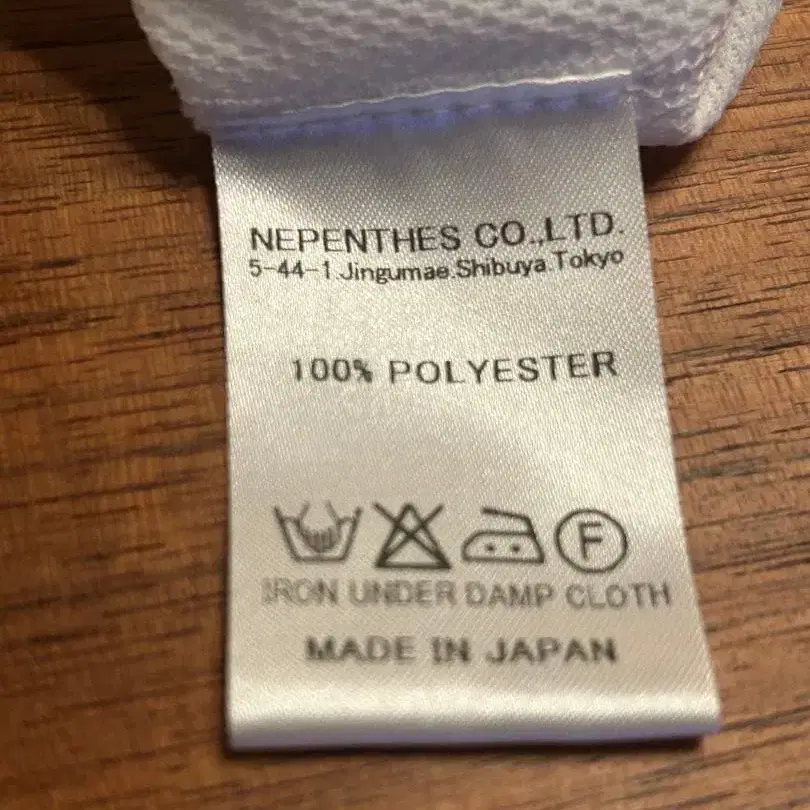 NEPENTHES CO.,LTD.
5-44-1.Jingumae.Shibuya.Tokyo
100% POLYESTER
F
IRON UNDER DAMP CLOTH
MADE IN JAPAN